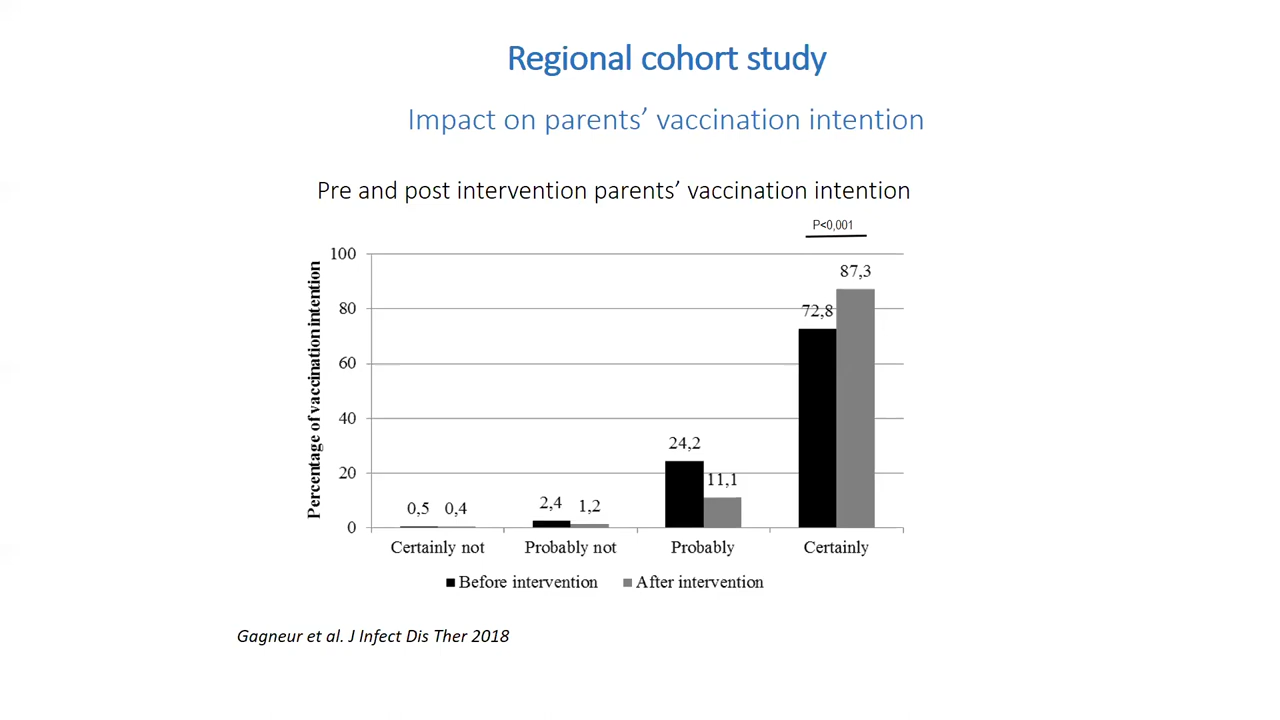 Regional cohort study
Impact on parents’ vaccination intention
Pre and post intervention parents’ vaccination intention
P<0,001
Percentage of vaccination intention
100
80
60
40
20
0
87,3
72,8
24,2
11,1
2,4
1,2
0,5
0,4
Certainly not
Probably not
Probably
Certainly
Before intervention
After intervention
Gagneur et al. J Infect Dis Ther 2018